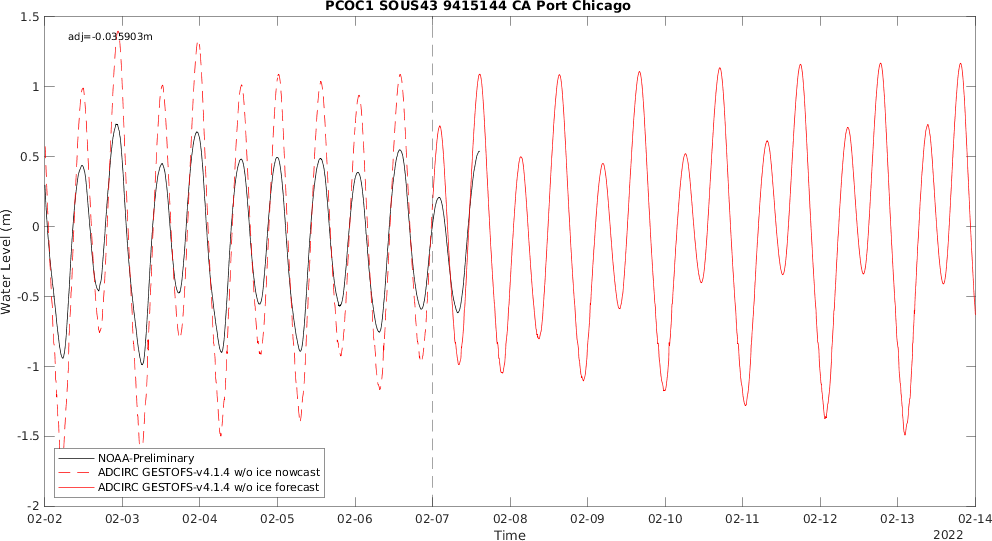 PCOC1 SOUS43 9415144 CA Port Chicago
adj=-0.035903m
1.5
1
0.5
0
-0.5
-1
-1.5
-2
Water Level (m)
NOAA-Preliminary
ADCIRC GESTOFS-v4.1.4 w/o ice nowcast
ADCIRC GESTOFS-v4.1.4 w/o ice forecast
02-02 02-03 02-04 02-05 02-06 02-07 02-08 02-09 02-10 02-11 02-12 02-13 02-14
Time
2022